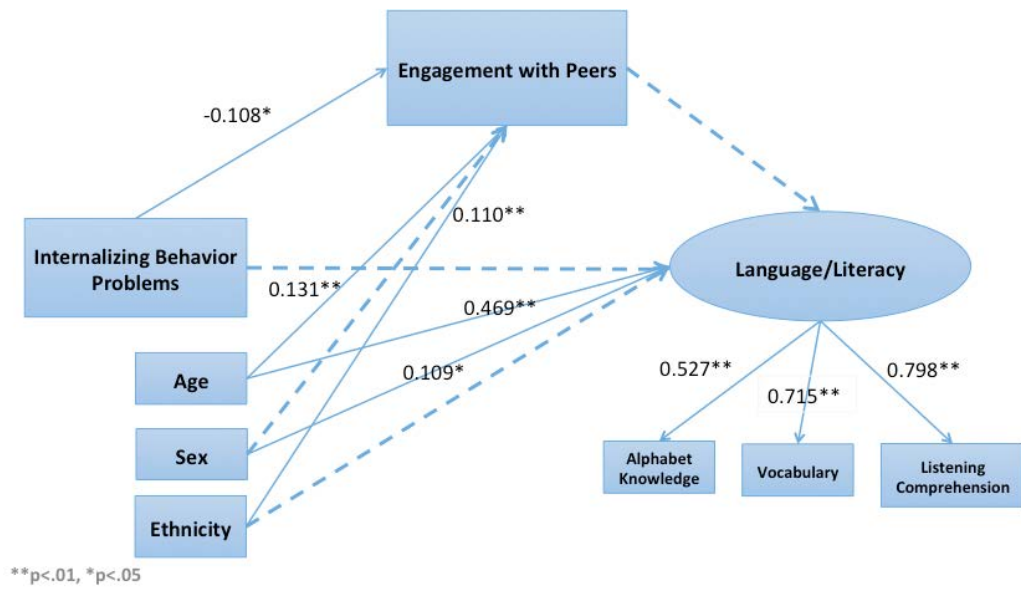 Engagement with Peers
-0.108*
0.110**
Internalizing Behavior
Problems
Language/Literacy
0.131**
0.469**
Age
0.109*
0.527**
0.798**
0.715**
Sex
Alphabet
Knowledge
Vocabulary
Listening
Comprehension
Ethnicity
**p<.01, *p<.05